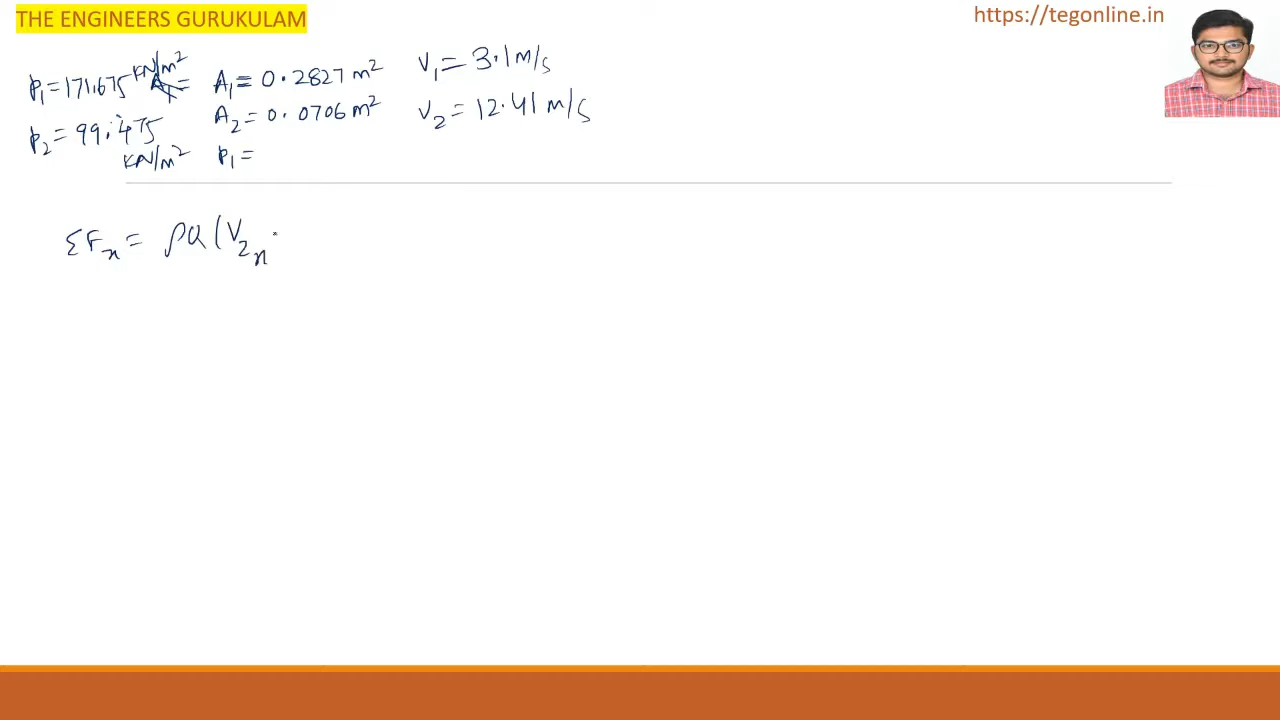 THE ENGINEERS GURUKULAM
https://tegonline.in
p₁ = 171.675 KN/m²
p₂ = 99.475 KN/m²
A₁ = 0.2827 m²
A₂ = 0.0706 m²
p₁ =
V₁ = 3.1 m/s
V₂ = 12.41 m/s
ΣFₓ = ρQ (V₂ₓ